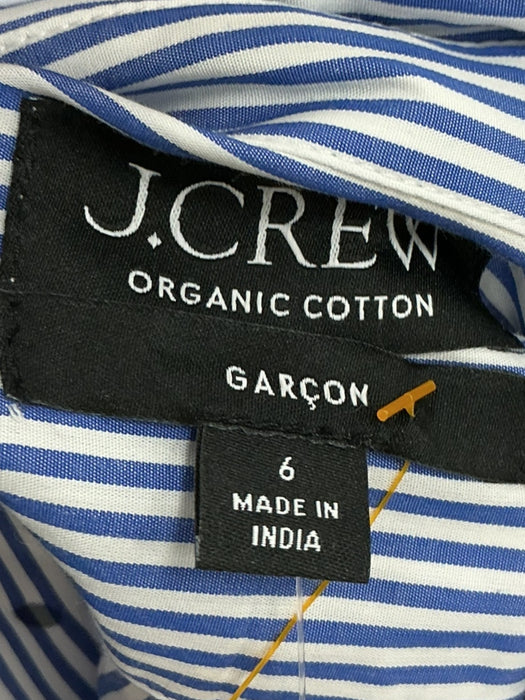 J.CREW
ORGANIC COTTON
GARÇON
6
MADE IN
INDIA